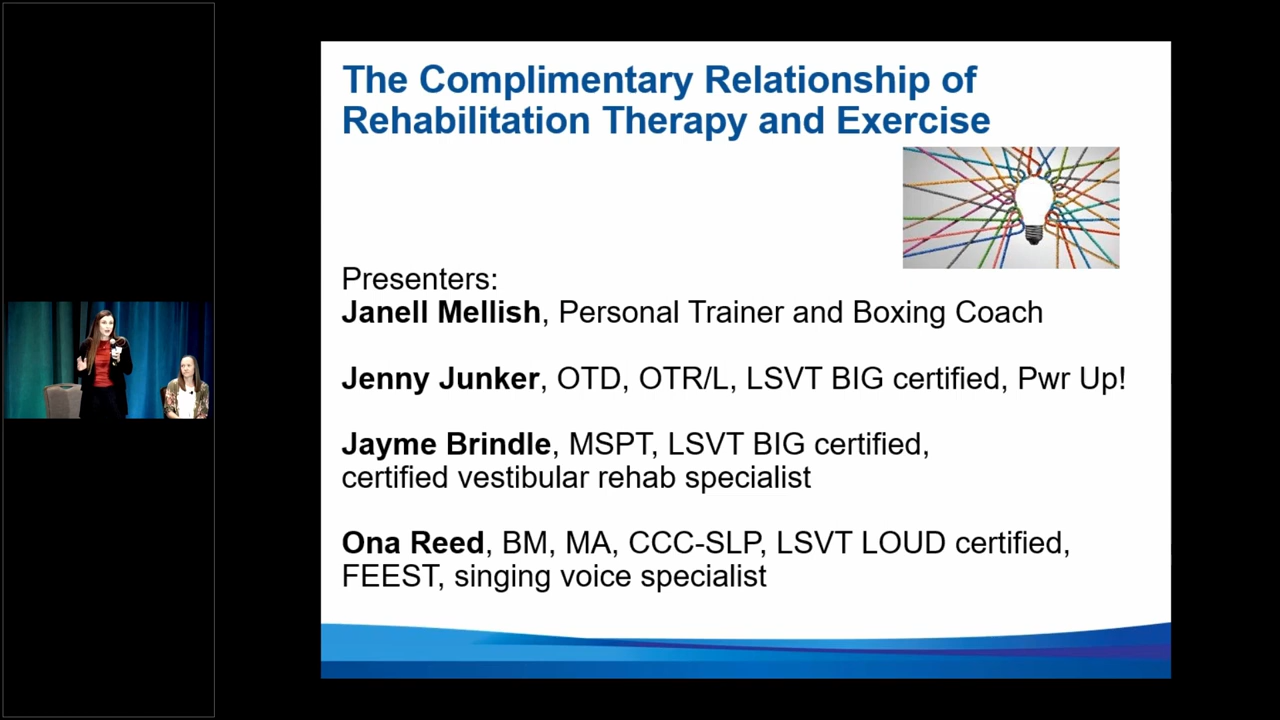 The Complimentary Relationship of
Rehabilitation Therapy and Exercise
Presenters:
Janell Mellish, Personal Trainer and Boxing Coach
Jenny Junker, OTD, OTR/L, LSVT BIG certified, Pwr Up!
Jayme Brindle, MSPT, LSVT BIG certified,
certified vestibular rehab specialist
Ona Reed, BM, MA, CCC-SLP, LSVT LOUD certified,
FEEST, singing voice specialist